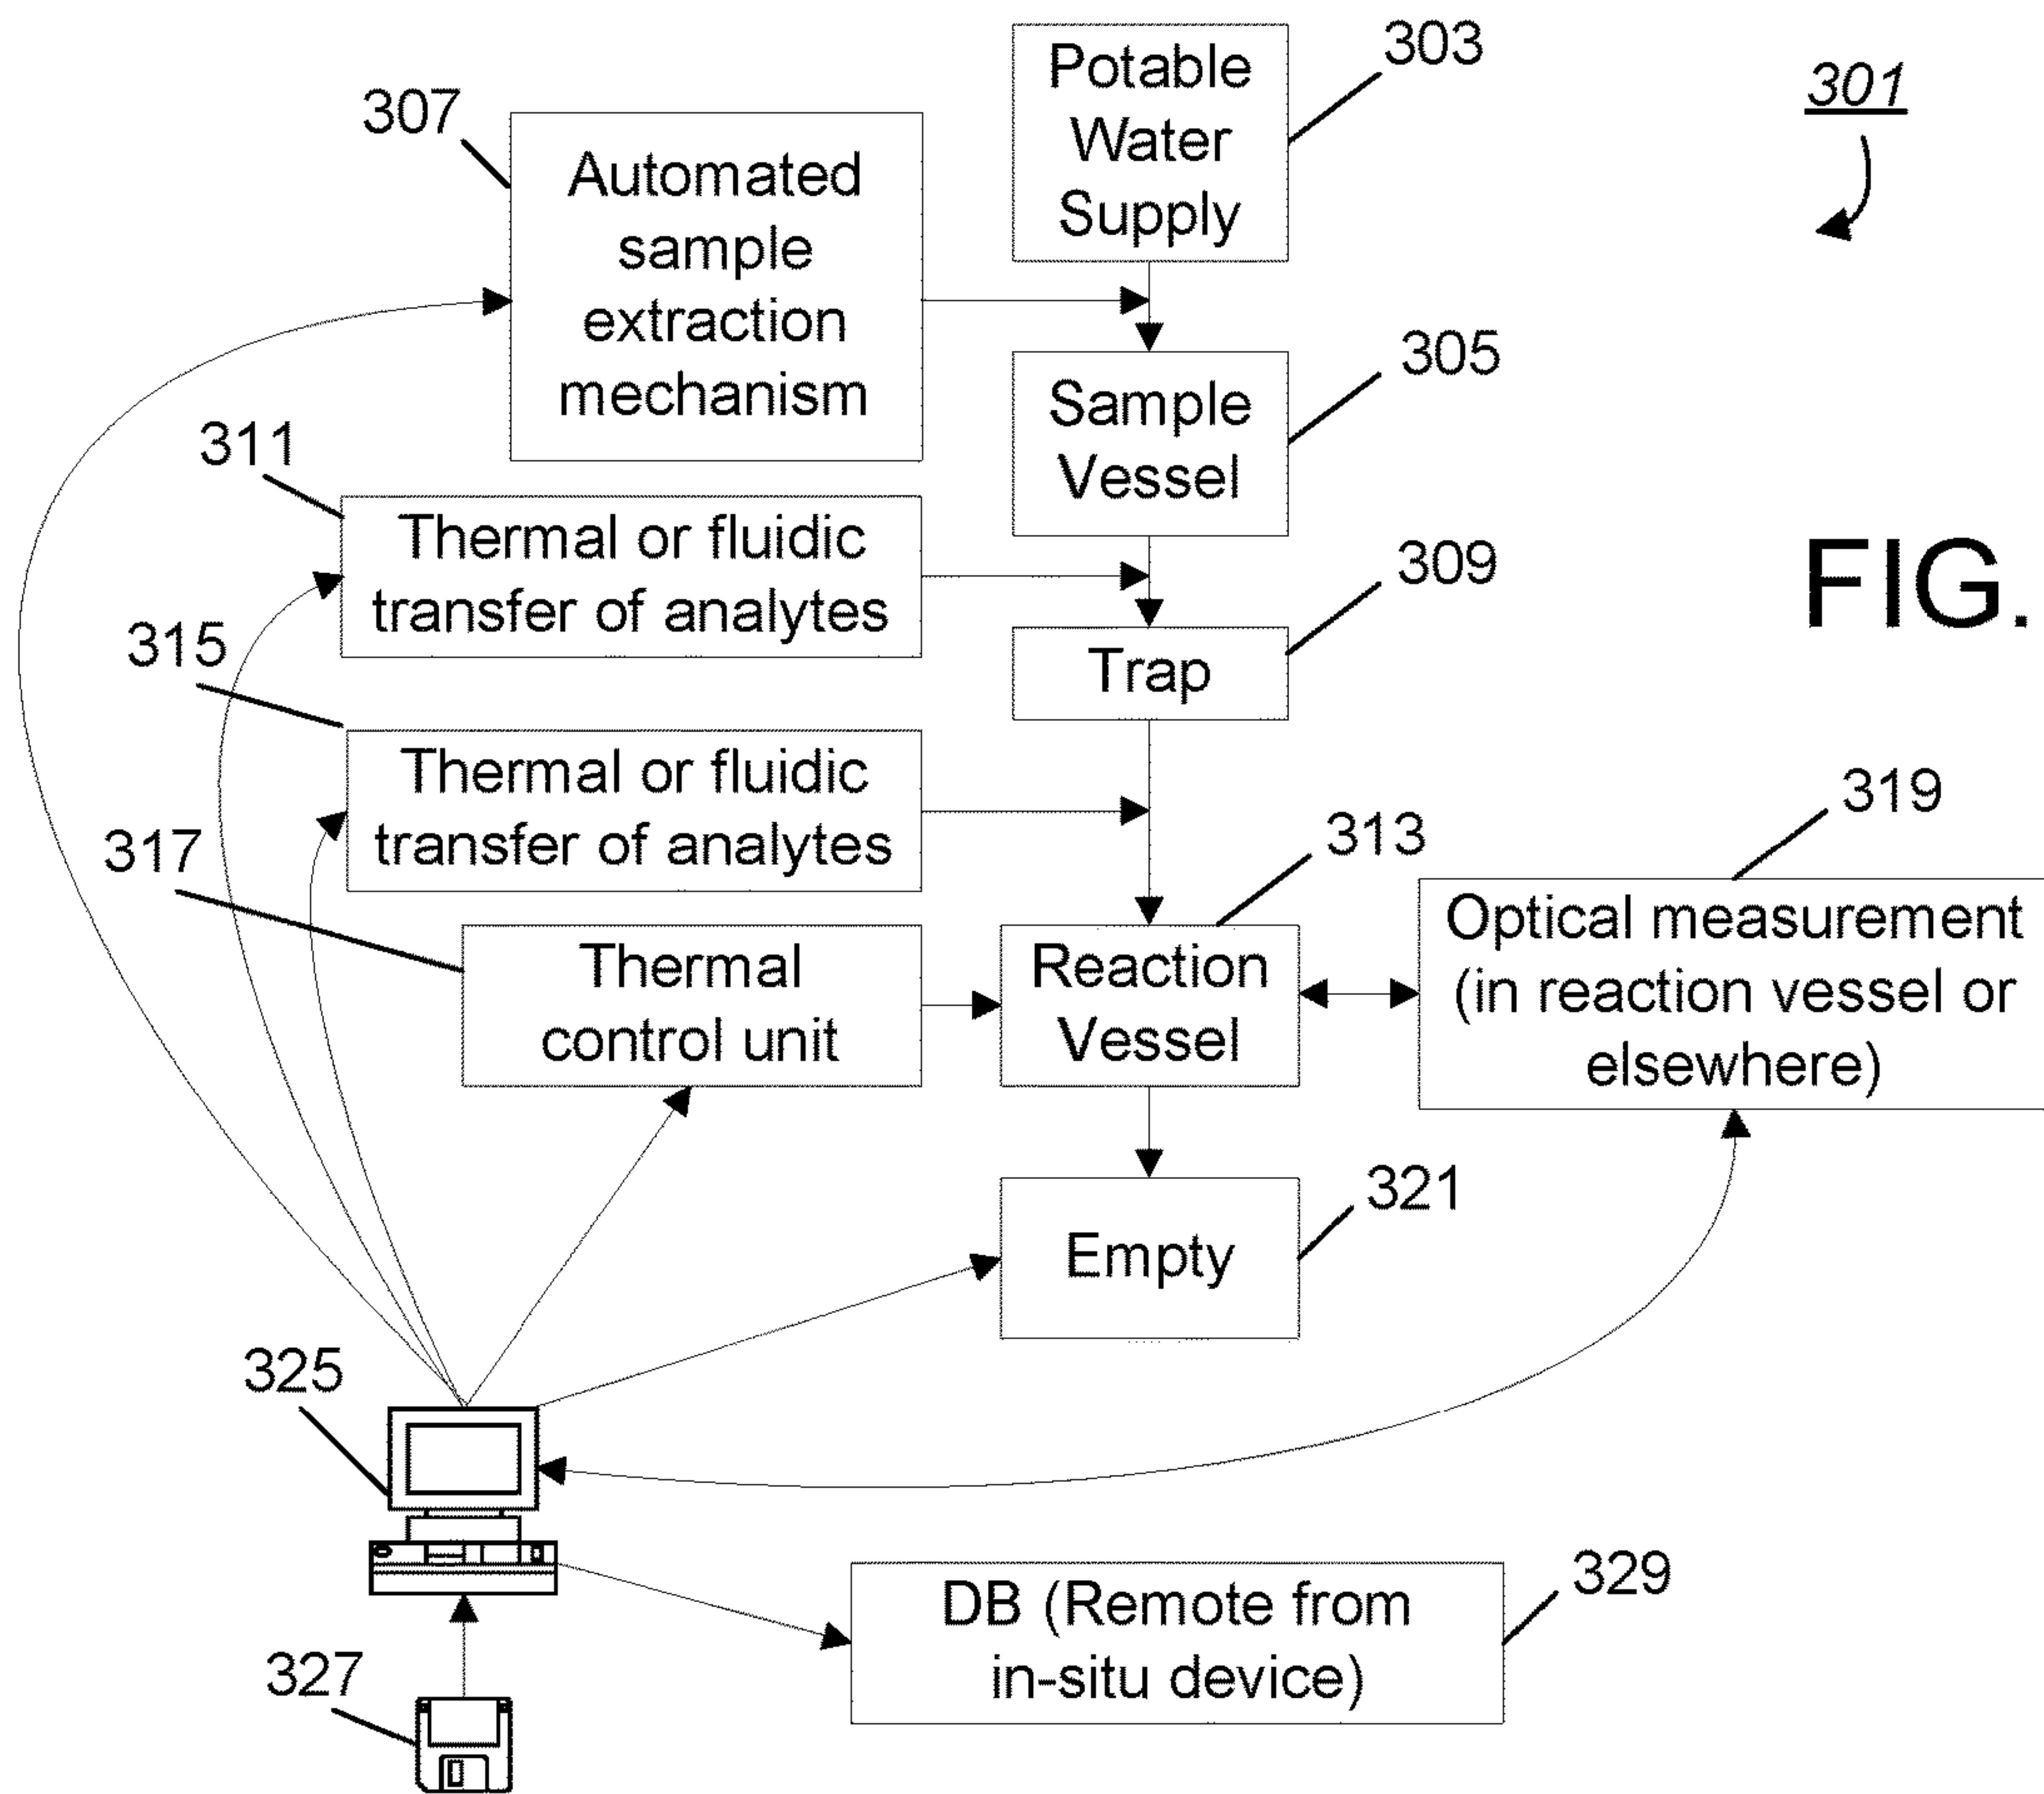 303
Potable
Water
Supply
301
307
Automated
sample
extraction
mechanism
305
Sample
Vessel
311
Thermal or fluidic
transfer of analytes
309
Trap
FIG.
315
Thermal or fluidic
transfer of analytes
319
317
Thermal
control unit
313
Reaction
Vessel
Optical measurement
(in reaction vessel or
elsewhere)
321
Empty
325
329
DB (Remote from
in-situ device)
327